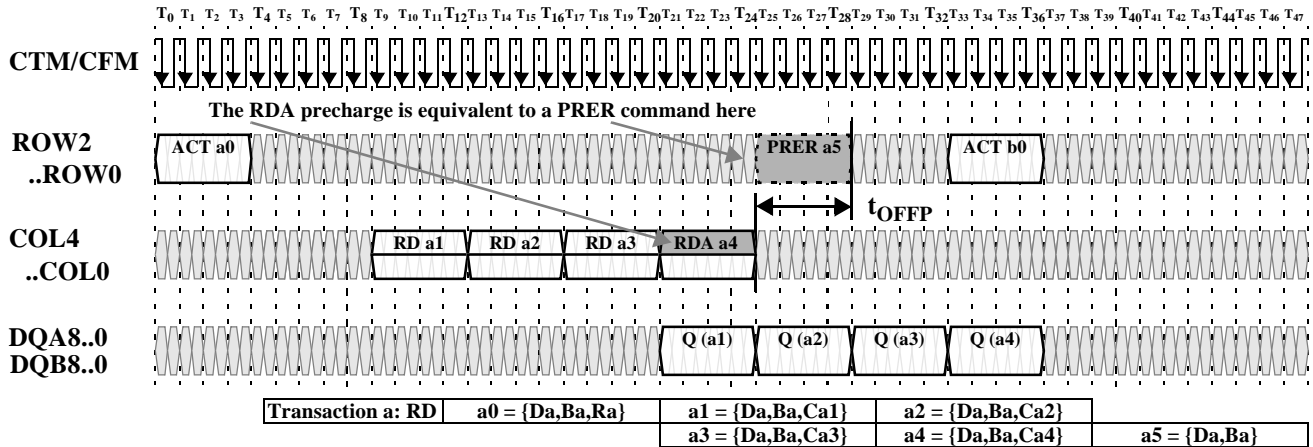 T0 T1 T2 T3 T4 T5 T6 T7 T8 T9 T10 T11 T12 T13 T14 T15 T16 T17 T18 T19 T20 T21 T22 T23 T24 T25 T26 T27 T28 T29 T30 T31 T32 T33 T34 T35 T36 T37 T38 T39 T40 T41 T42 T43 T44 T45 T46 T47
CTM/CFM
The RDA precharge is equivalent to a PRER command here
ROW2
..ROW0
ACT a0 PRER a5 ACT b0
tOFFP
COL4
..COL0
RD a1 RD a2 RD a3 RDA a4
DQA8..0
DQB8..0
Q (a1) Q (a2) Q (a3) Q (a4)
Transaction a: RD a0 = {Da,Ba,Ra} a1 = {Da,Ba,Ca1} a2 = {Da,Ba,Ca2}
a3 = {Da,Ba,Ca3} a4 = {Da,Ba,Ca4} a5 = {Da,Ba}